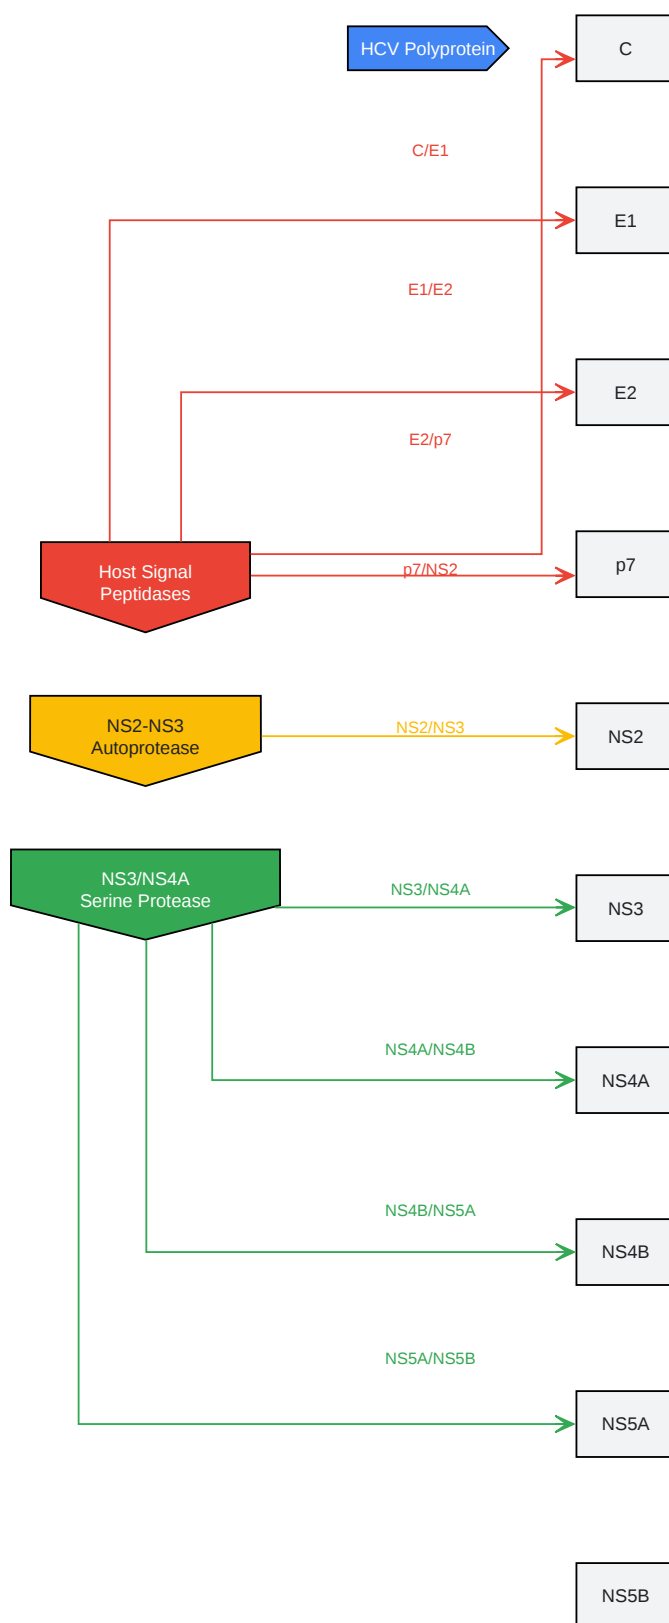 HCV Polyprotein
C
C/E1
E1
E1/E2
E2
E2/p7
Host Signal
Peptidases
p7/NS2
p7
NS2-NS3
Autoprotease
NS2/NS3
NS2
NS3/NS4A
Serine Protease
NS3/NS4A
NS3
NS4A/NS4B
NS4A
NS4B/NS5A
NS4B
NS5A/NS5B
NS5A
NS5B